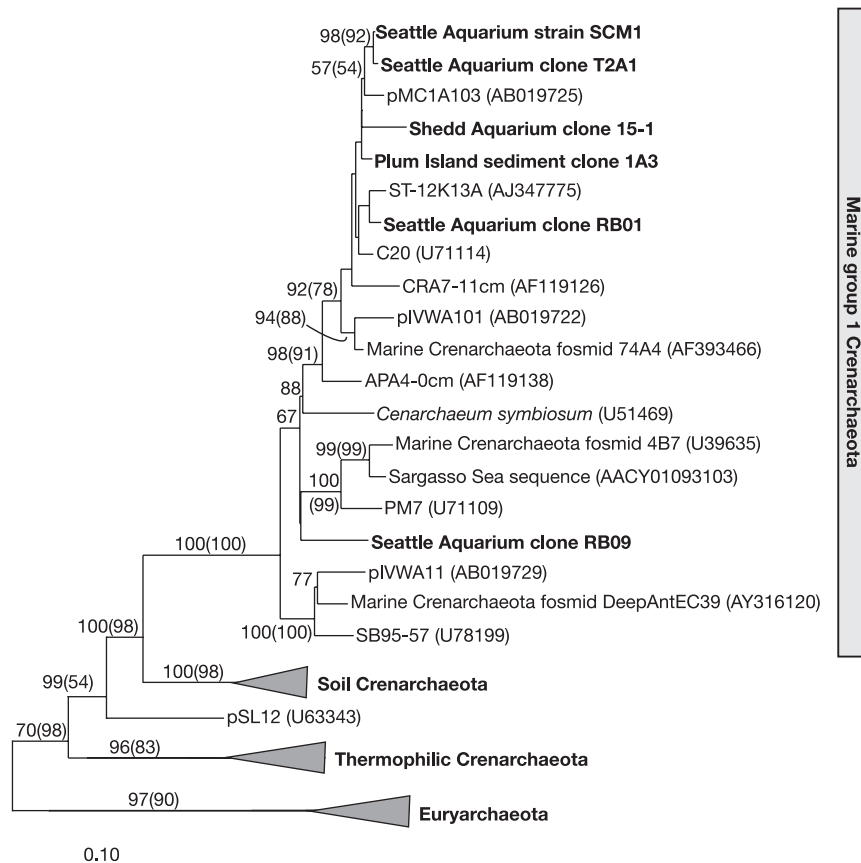 98(92)
Seattle Aquarium strain SCM1
57(54)
Seattle Aquarium clone T2A1
pMC1A103 (AB019725)
Shedd Aquarium clone 15-1
Plum Island sediment clone 1A3
ST-12K13A (AJ347775)
Seattle Aquarium clone RB01
C20 (U71114)
92(78)
CRA7-11cm (AF119126)
94(88)
pIVWA101 (AB019722)
Marine Crenarchaeota fosmid 74A4 (AF393466)
98(91)
APA4-0cm (AF119138)
88
Cenarchaeum symbiosum (U51469)
67
Marine Crenarchaeota fosmid 4B7 (U39635)
99(99)
Sargasso Sea sequence (AACY01093103)
100
(99)
PM7 (U71109)
100(100)
Seattle Aquarium clone RB09
77
pIVWA11 (AB019729)
Marine Crenarchaeota fosmid DeepAntEC39 (AY316120)
100(100)
SB95-57 (U78199)
Marine group 1 Crenarchaeota
100(98)
100(98)
Soil Crenarchaeota
99(54)
pSL12 (U63343)
70(98)
96(83)
Thermophilic Crenarchaeota
97(90)
Euryarchaeota
0.10